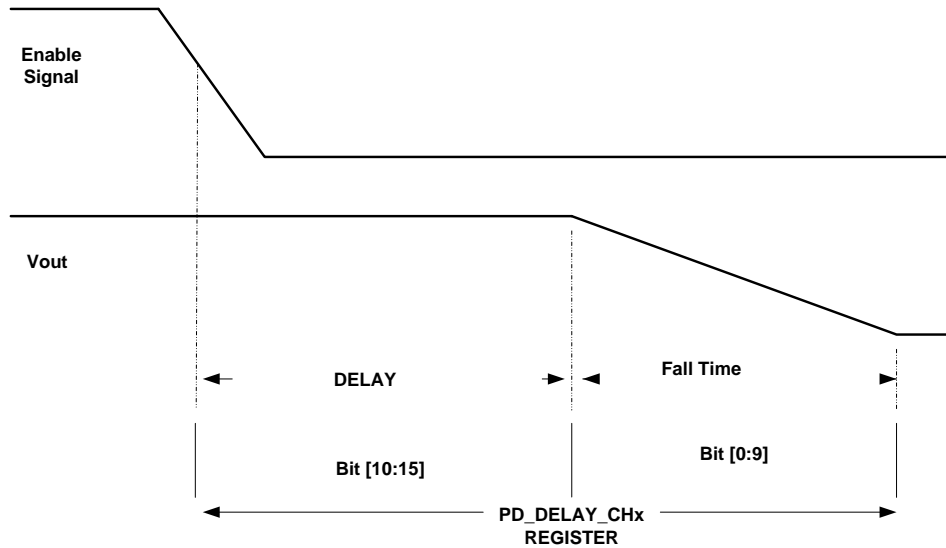 Enable
Signal
Vout
DELAY
Fall Time
Bit [10:15]
Bit [0:9]
PD_DELAY_CHx
REGISTER